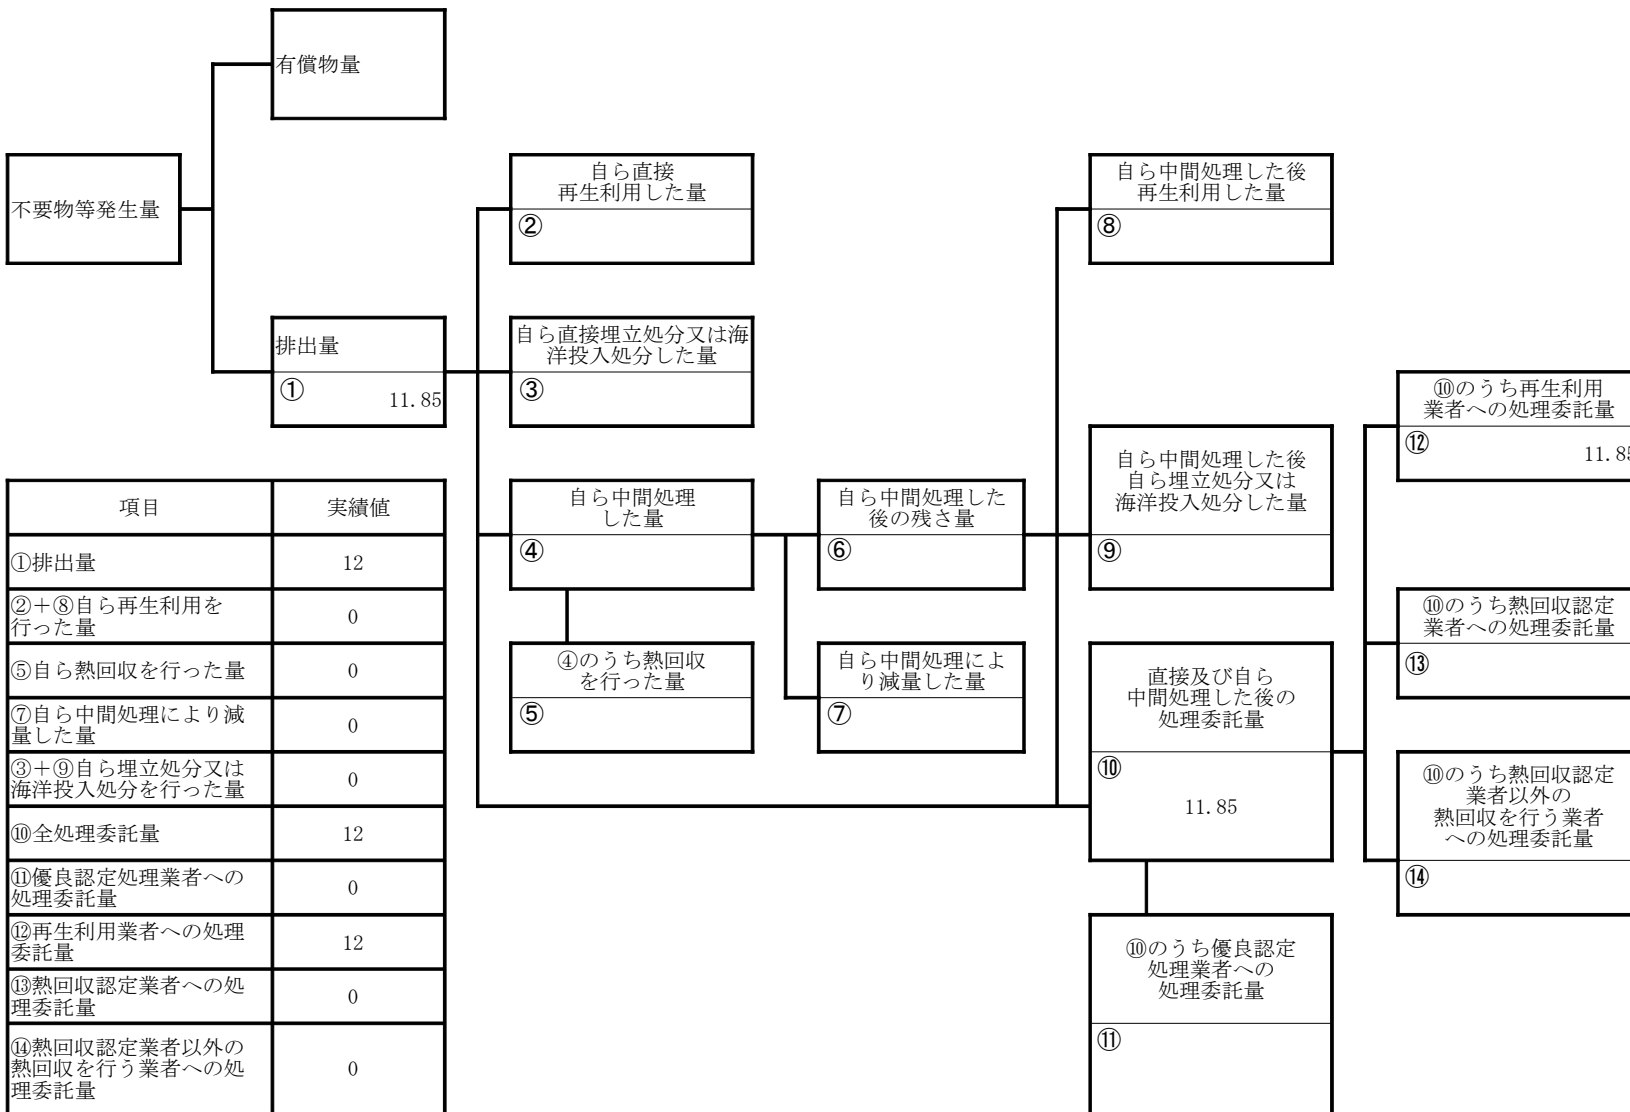 有償物量
不要物等発生量
自ら直接
再生利用した量
②
自ら中間処理した後
再生利用した量
⑧
排出量
①
11.85
自ら直接埋立処分又は海
洋投入処分した量
③
⑩のうち再生利用
業者への処理委託量
⑫
11.85
自ら中間処理
した量
④
自ら中間処理した
後の残さ量
⑥
自ら中間処理した後
自ら埋立処分又は
海洋投入処分した量
⑨
④のうち熱回収
を行った量
⑤
自ら中間処理によ
り減量した量
⑦
直接及び自ら
中間処理した後の
処理委託量
⑩
11.85
⑩のうち熱回収認定
業者への処理委託量
⑬
⑩のうち熱回収認定
業者以外の
熱回収を行う業者
への処理委託量
⑭
⑩のうち優良認定
処理業者への
処理委託量
⑪
項目 実績値
①排出量 12
②+⑧自ら再生利用を
行った量 0
⑤自ら熱回収を行った量 0
⑦自ら中間処理により減
量した量 0
③+⑨自ら埋立処分又は
海洋投入処分を行った量 0
⑩全処理委託量 12
⑪優良認定処理業者への
処理委託量 0
⑫再生利用業者への処理
委託量 12
⑬熱回収認定業者への処
理委託量 0
⑭熱回収認定業者以外の
熱回収を行う業者への処
理委託量 0